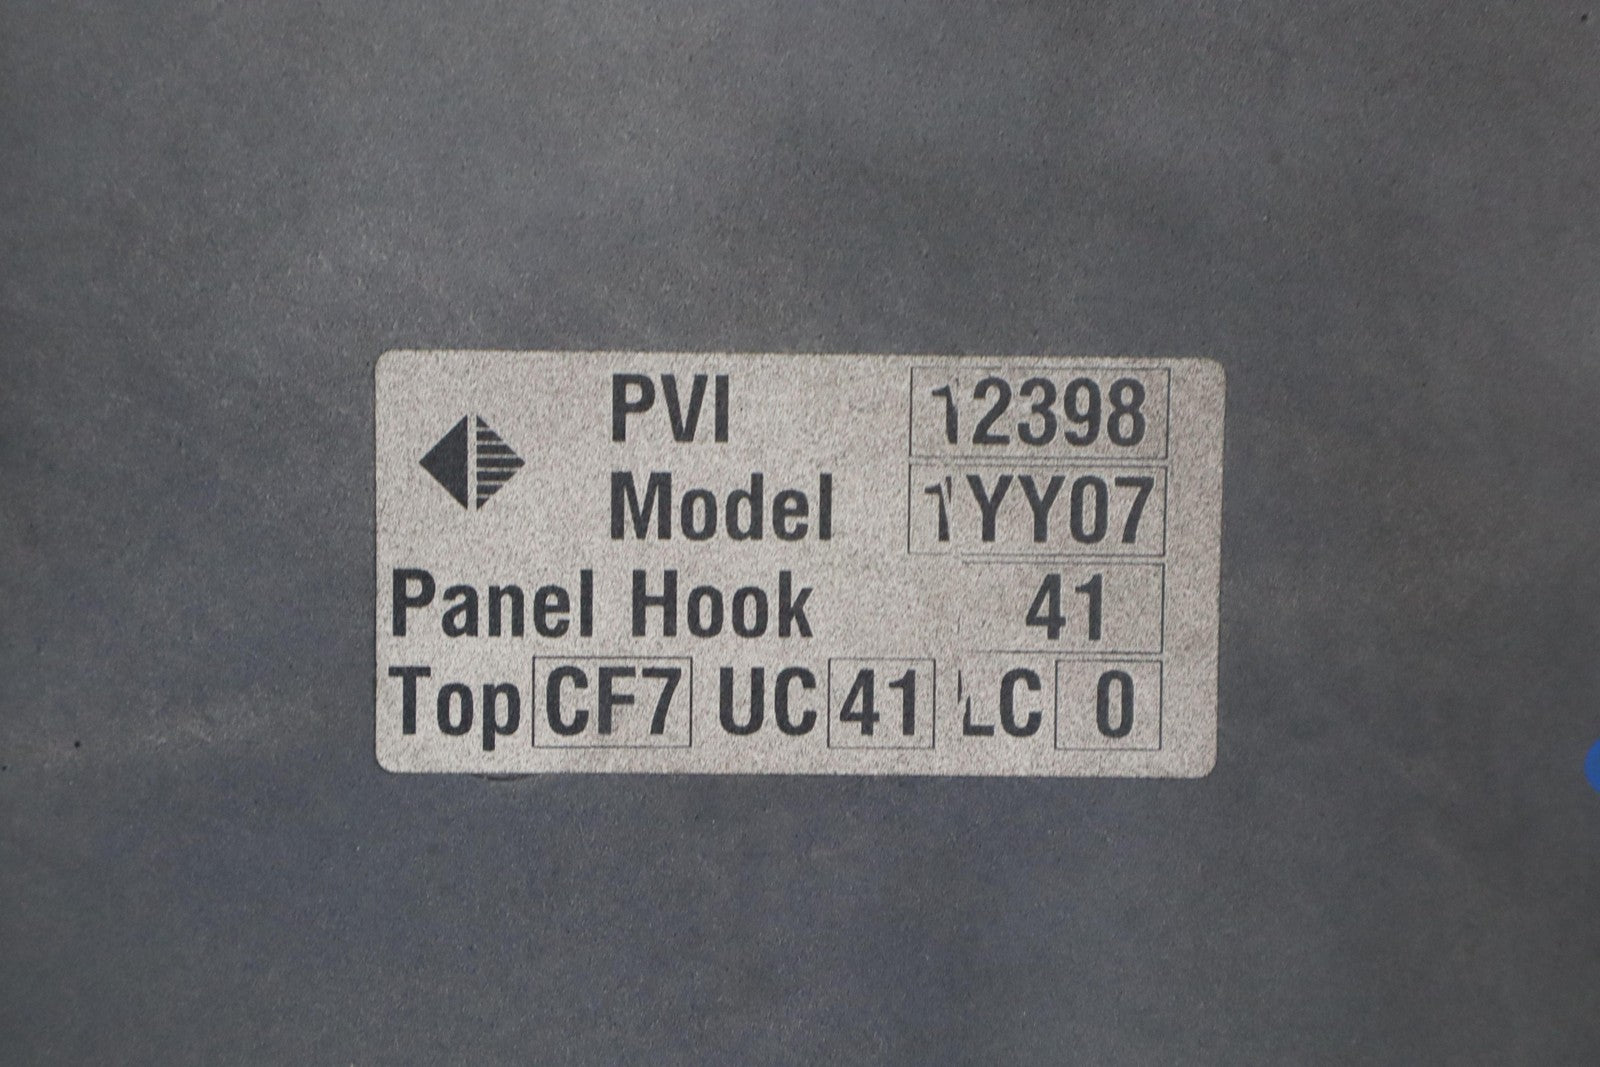 PVI 12398
Model 1YY07
Panel Hook 41
Top CF7 UC 41 LC 0